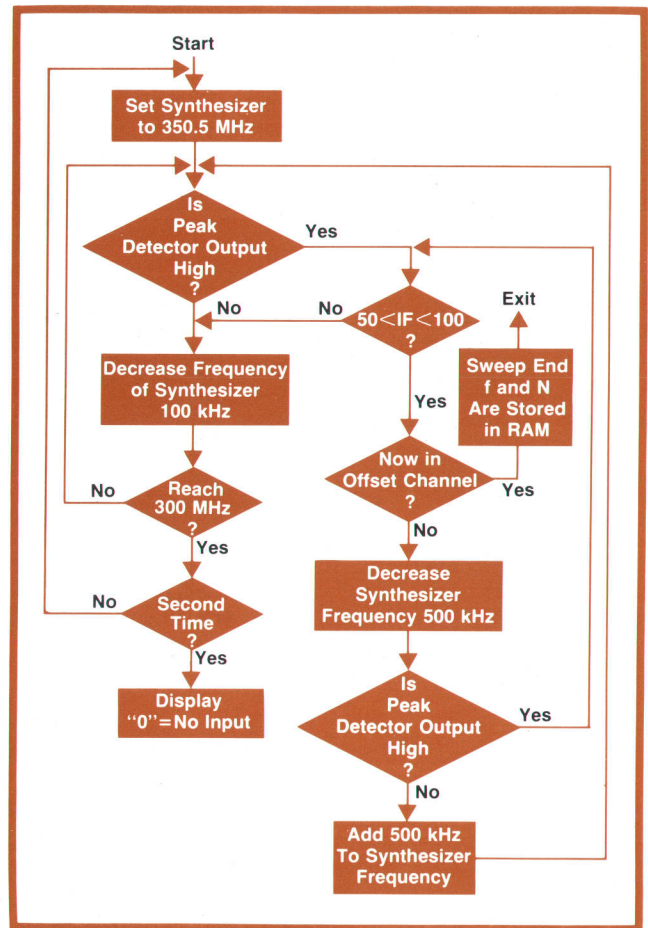 Start
Set Synthesizer
to 350.5 MHz
Is
Peak
Detector Output
High
?
Yes
No
No
50<IF<100
?
Exit
Decrease Frequency
of Synthesizer
100 kHz
Yes
Sweep End
f and N
Are Stored
in RAM
No
Reach
300 MHz
?
Now in
Offset Channel
?
Yes
Yes
No
No
Second
Time
?
Decrease
Synthesizer
Frequency 500 kHz
Yes
Display
"0"=No Input
Is
Peak
Detector Output
High
?
Yes
No
Add 500 kHz
To Synthesizer
Frequency